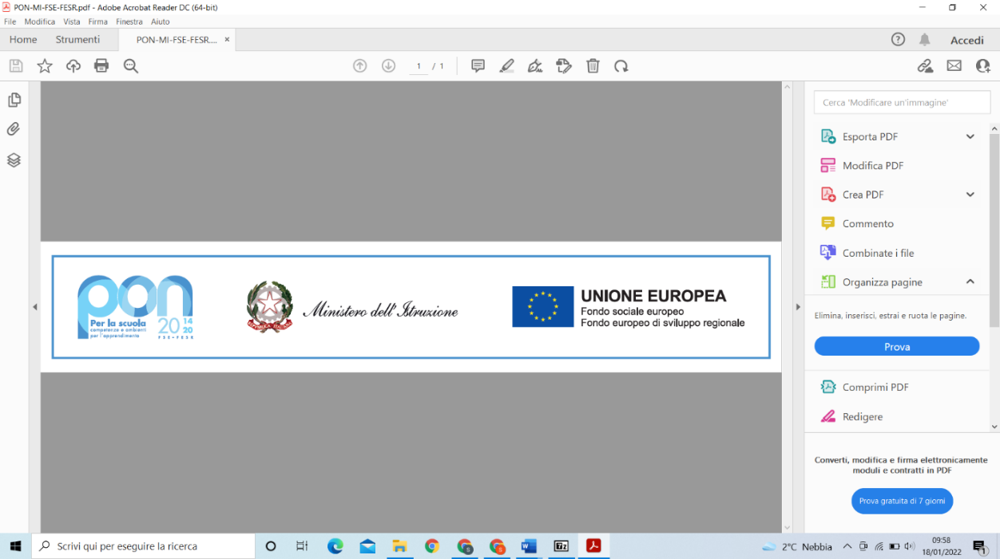 PON-MI-FSE-FESR.pdf - Adobe Acrobat Reader DC (64-bit)
File Modifica Vista Firma Finestra Aiuto
Home Strumenti PON-MI-FSE-FESR.... × Accedi
1 / 1
Cerca 'Modificare un'immagine'
Esporta PDF
Modifica PDF
Crea PDF
Commento
Combinate i file
Organizza pagine
Elimina, inserisci, estrai e ruota le pagine.
Prova
Comprimi PDF
Redigere
Converti, modifica e firma elettronicamente
moduli e contratti in PDF
Prova gratuita di 7 giorni
pon
Per la scuola
competenze e ambienti
per l'apprendimento
2014
20
FSE-FESR
REPVBBLICA ITALIANA
Ministero dell'Istruzione
UNIONE EUROPEA
Fondo sociale europeo
Fondo europeo di sviluppo regionale
Scrivi qui per eseguire la ricerca
2°C Nebbia
09:58
18/01/2022
1